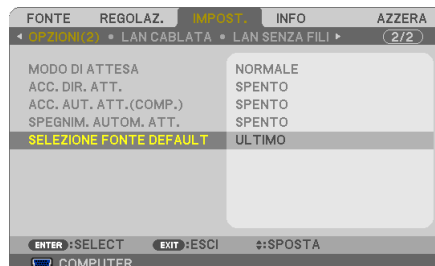 FONTE REGOLAZ. IMPOST. INFO AZZERA
OPZIONI(2) • LAN CABLATA • LAN SENZA FILI 2/2
MODO DI ATTESA NORMALE
ACC. DIR. ATT. SPENTO
ACC. AUT. ATT.(COMP.) SPENTO
SPEGNIM. AUTOM. ATT. SPENTO
SELEZIONE FONTE DEFAULT ULTIMO
ENTER :SELECT EXIT :ESCI :SPOSTA
COMPUTER